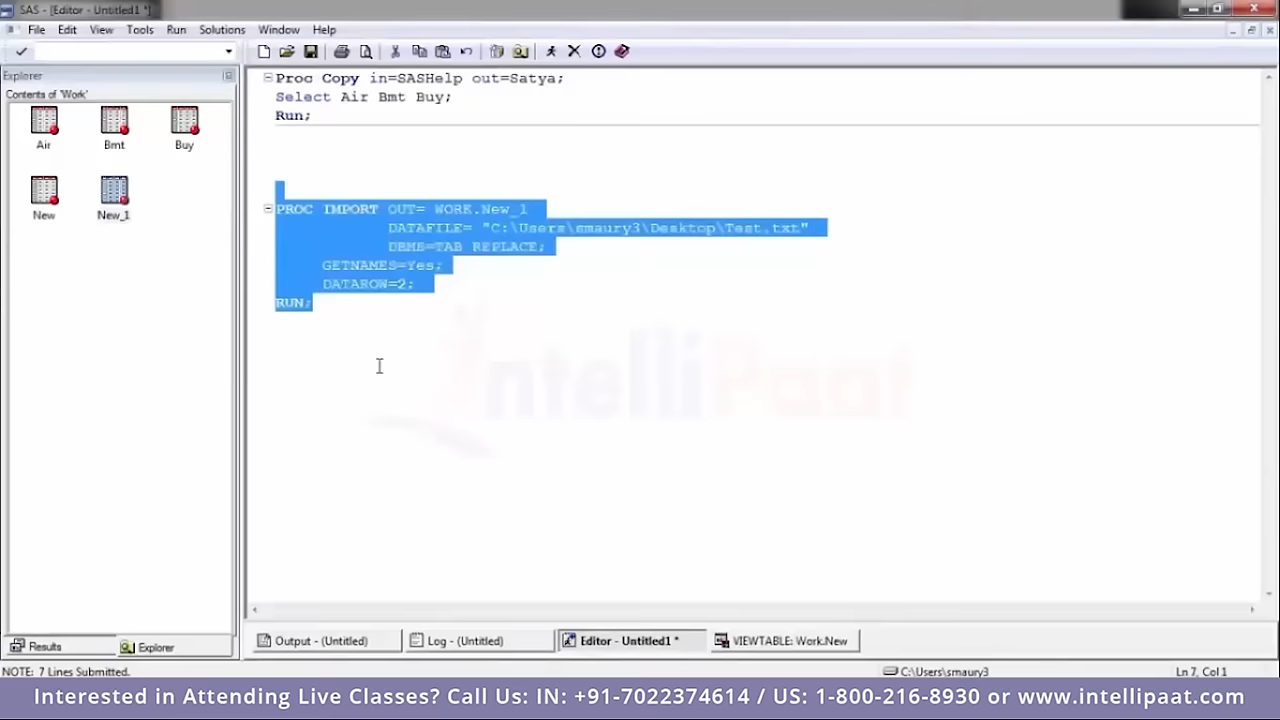 SAS - [Editor - Untitled1 *]
File Edit View Tools Run Solutions Window Help
Explorer
Contents of 'Work'
Air Bmt Buy
New New_1
Proc Copy in=SASHelp out=Satya;
Select Air Bmt Buy;
Run;
PROC IMPORT OUT= WORK.New_1
DATAFILE= "C:\Users\smaury3\Desktop\Test.txt"
DBMS=TAB REPLACE;
GETNAMES=Yes;
DATAROW=2;
RUN;
IntelliPaat
Results Explorer
Output - (Untitled) Log - (Untitled) Editor - Untitled1 * VIEWTABLE: Work.New
NOTE: 7 Lines Submitted. C:\Users\smaury3 Ln 7, Col 1
Interested in Attending Live Classes? Call Us: IN: +91-7022374614 / US: 1-800-216-8930 or www.intellipaat.com